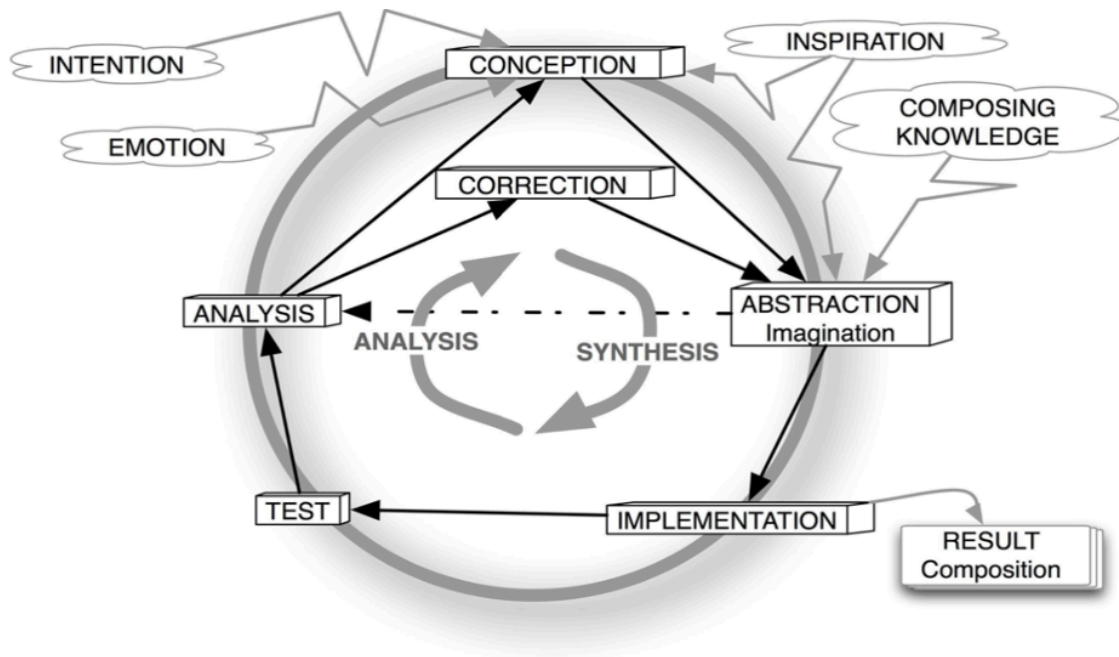 INTENTION
CONCEPTION
INSPIRATION
EMOTION
COMPOSING
KNOWLEDGE
CORRECTION
ANALYSIS
ABSTRACTION
Imagination
ANALYSIS
SYNTHESIS
TEST
IMPLEMENTATION
RESULT
Composition